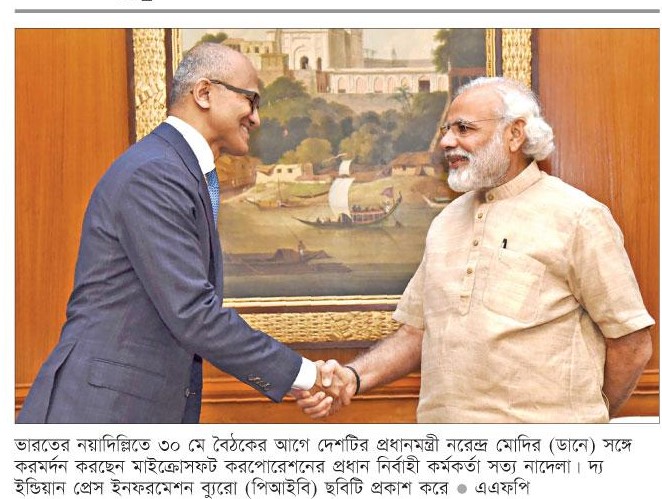 ভারতের নয়াদিল্লিতে ৩০ মে বৈঠকের আগে দেশটির প্রধানমন্ত্রী নরেন্দ্র মোদির (ডানে) সঙ্গে
করমর্দন করছেন মাইক্রোসফট করপোরেশনের প্রধান নির্বাহী কর্মকর্তা সত্য নাদেলা। দ্য
ইন্ডিয়ান প্রেস ইনফরমেশন ব্যুরো (পিআইবি) ছবিটি প্রকাশ করে ● এএফপি